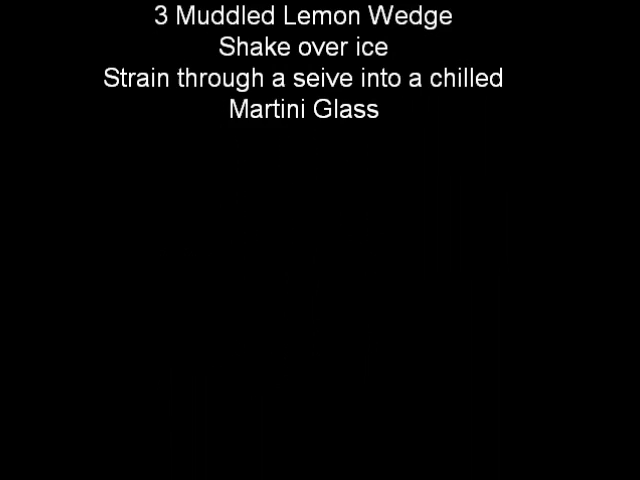 3 Muddled Lemon Wedge
Shake over ice
Strain through a seive into a chilled
Martini Glass